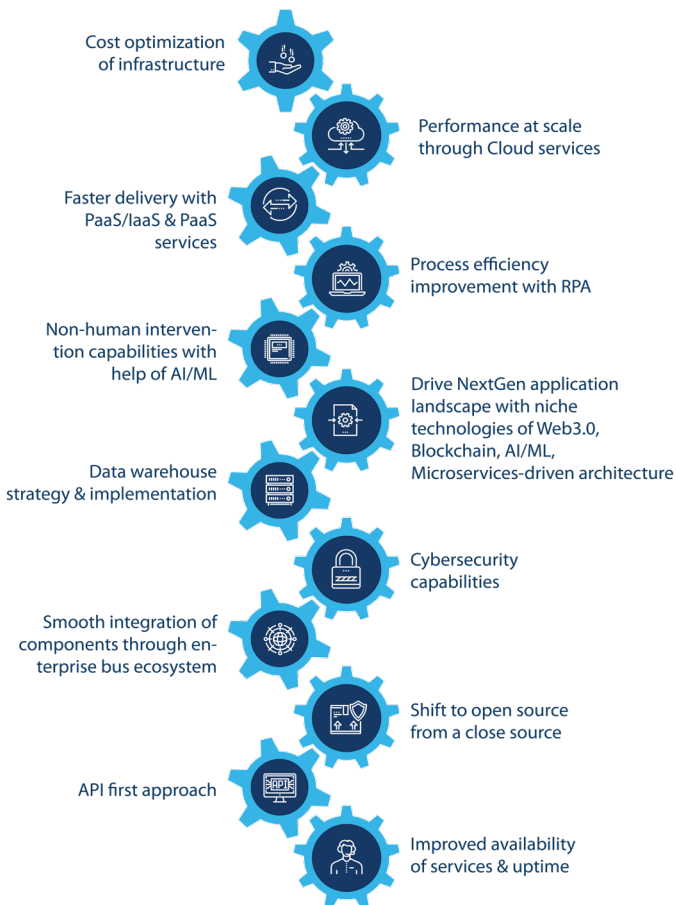 Cost optimization
of infrastructure
Performance at scale
through Cloud services
Faster delivery with
PaaS/IaaS & PaaS
services
Process efficiency
improvement with RPA
Non-human interven-
tion capabilities with
help of AI/ML
Drive NextGen application
landscape with niche
technologies of Web3.0,
Blockchain, AI/ML,
Microservices-driven architecture
Data warehouse
strategy & implementation
Cybersecurity
capabilities
Smooth integration of
components through en-
terprise bus ecosystem
Shift to open source
from a close source
API first approach
API
Improved availability
of services & uptime